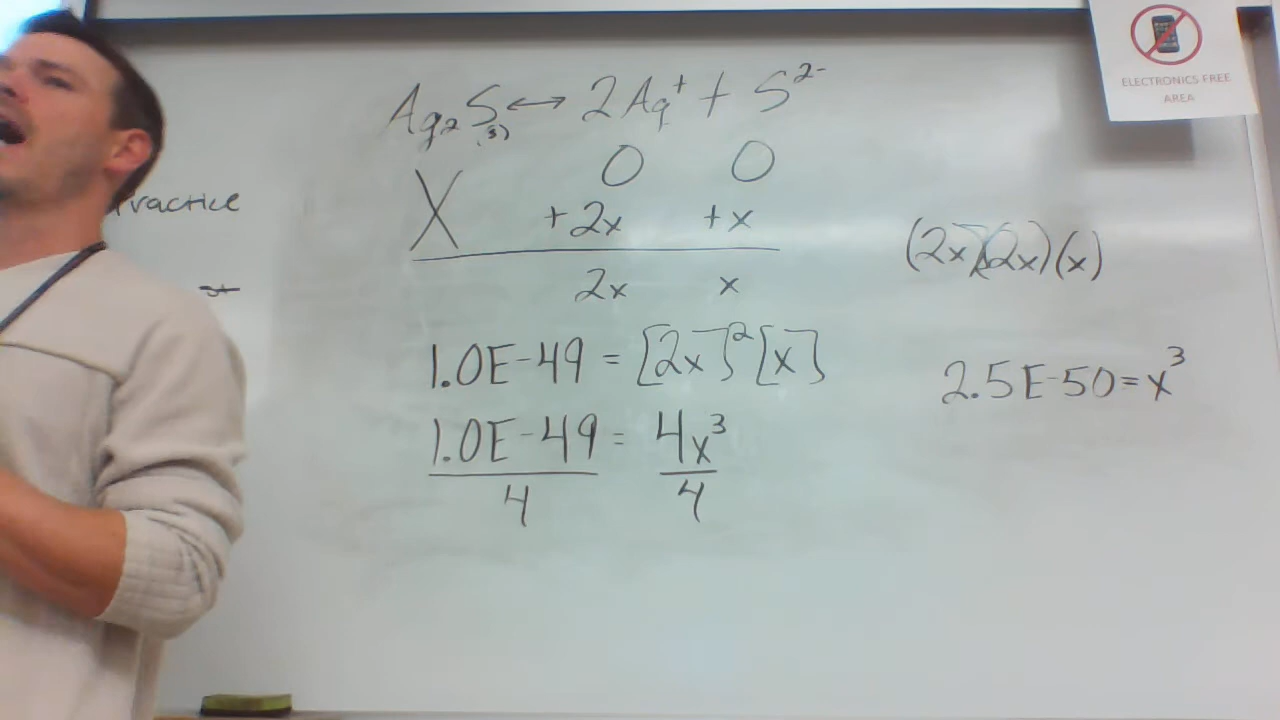 ELECTRONICS FREE
AREA
Ag₂S(s) ↔ 2Ag⁺ + S²⁻
0 0
X +2x +x
2x x
1.0E-49 = [2x]²[x]
1.0E-49 = 4x³
4 4
ractice
(2x)(2x)(x)
2.5E-50=x³